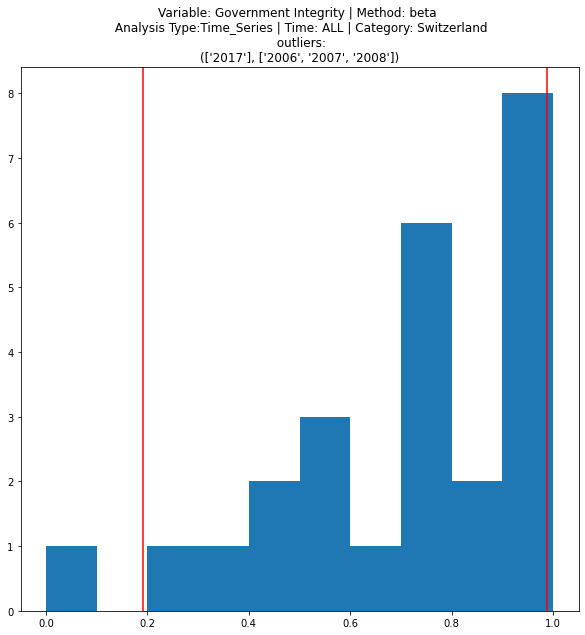 Variable: Government Integrity | Method: beta
Analysis Type:Time_Series | Time: ALL | Category: Switzerland
outliers:
(['2017'], ['2006', '2007', '2008'])
8
7
6
5
4
3
2
1
0
0.0 0.2 0.4 0.6 0.8 1.0